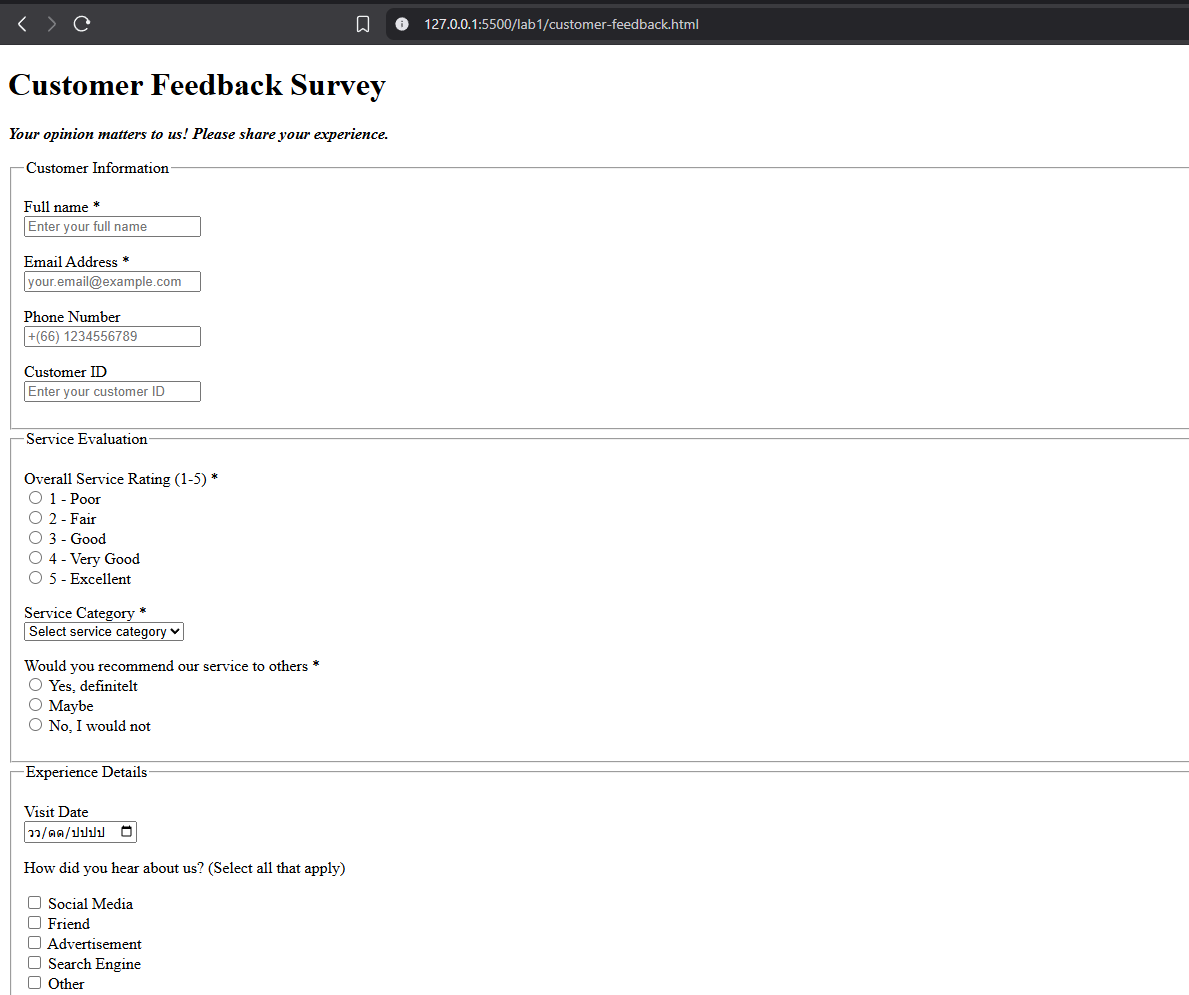 127.0.0.1:5500/lab1/customer-feedback.html
Customer Feedback Survey
Your opinion matters to us! Please share your experience.
Customer Information
Full name *
Enter your full name
Email Address *
your.email@example.com
Phone Number
+(66) 1234556789
Customer ID
Enter your customer ID
Service Evaluation
Overall Service Rating (1-5) *
1 - Poor
2 - Fair
3 - Good
4 - Very Good
5 - Excellent
Service Category *
Select service category
Would you recommend our service to others *
Yes, definitelt
Maybe
No, I would not
Experience Details
Visit Date
วว/ดด/ปปปป
How did you hear about us? (Select all that apply)
Social Media
Friend
Advertisement
Search Engine
Other